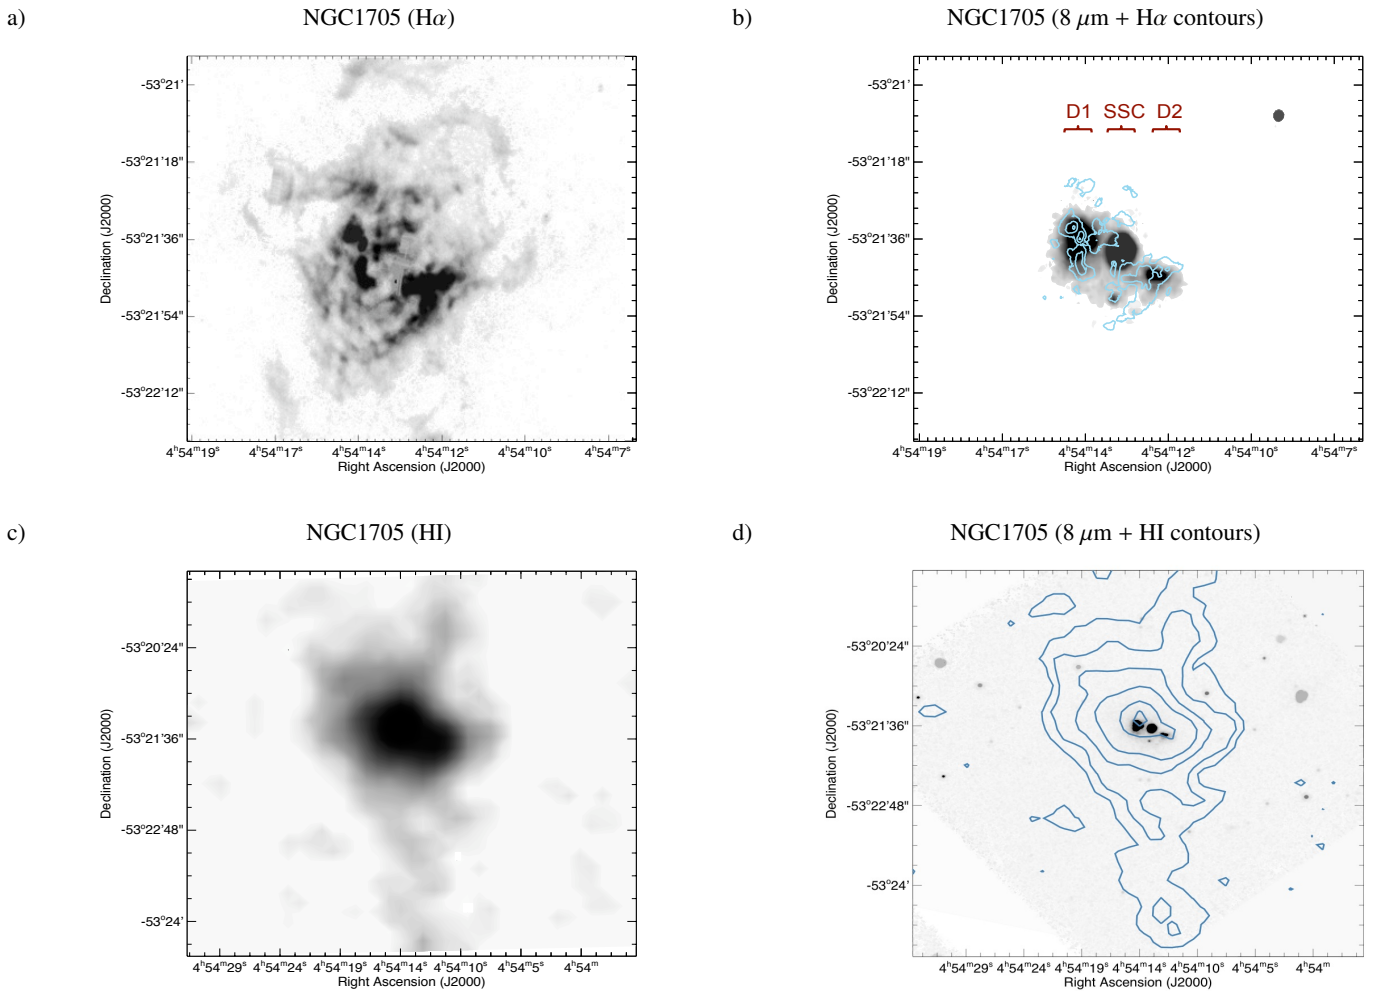 a)
NGC1705 (Hα)
-53°21'
-53°21'18"
-53°21'36"
-53°21'54"
-53°22'12"
Declination (J2000)
4ʰ54ᵐ19ˢ 4ʰ54ᵐ17ˢ 4ʰ54ᵐ14ˢ 4ʰ54ᵐ12ˢ 4ʰ54ᵐ10ˢ 4ʰ54ᵐ7ˢ
Right Ascension (J2000)
b)
NGC1705 (8 μm + Hα contours)
D1 SSC D2
-53°21'
-53°21'18"
-53°21'36"
-53°21'54"
-53°22'12"
Declination (J2000)
4ʰ54ᵐ19ˢ 4ʰ54ᵐ17ˢ 4ʰ54ᵐ14ˢ 4ʰ54ᵐ12ˢ 4ʰ54ᵐ10ˢ 4ʰ54ᵐ7ˢ
Right Ascension (J2000)
c)
NGC1705 (HI)
-53°20'24"
-53°21'36"
-53°22'48"
-53°24'
Declination (J2000)
4ʰ54ᵐ29ˢ 4ʰ54ᵐ24ˢ 4ʰ54ᵐ19ˢ 4ʰ54ᵐ14ˢ 4ʰ54ᵐ10ˢ 4ʰ54ᵐ5ˢ 4ʰ54ᵐ
Right Ascension (J2000)
d)
NGC1705 (8 μm + HI contours)
-53°20'24"
-53°21'36"
-53°22'48"
-53°24'
Declination (J2000)
4ʰ54ᵐ29ˢ 4ʰ54ᵐ24ˢ 4ʰ54ᵐ19ˢ 4ʰ54ᵐ14ˢ 4ʰ54ᵐ10ˢ 4ʰ54ᵐ5ˢ 4ʰ54ᵐ
Right Ascension (J2000)